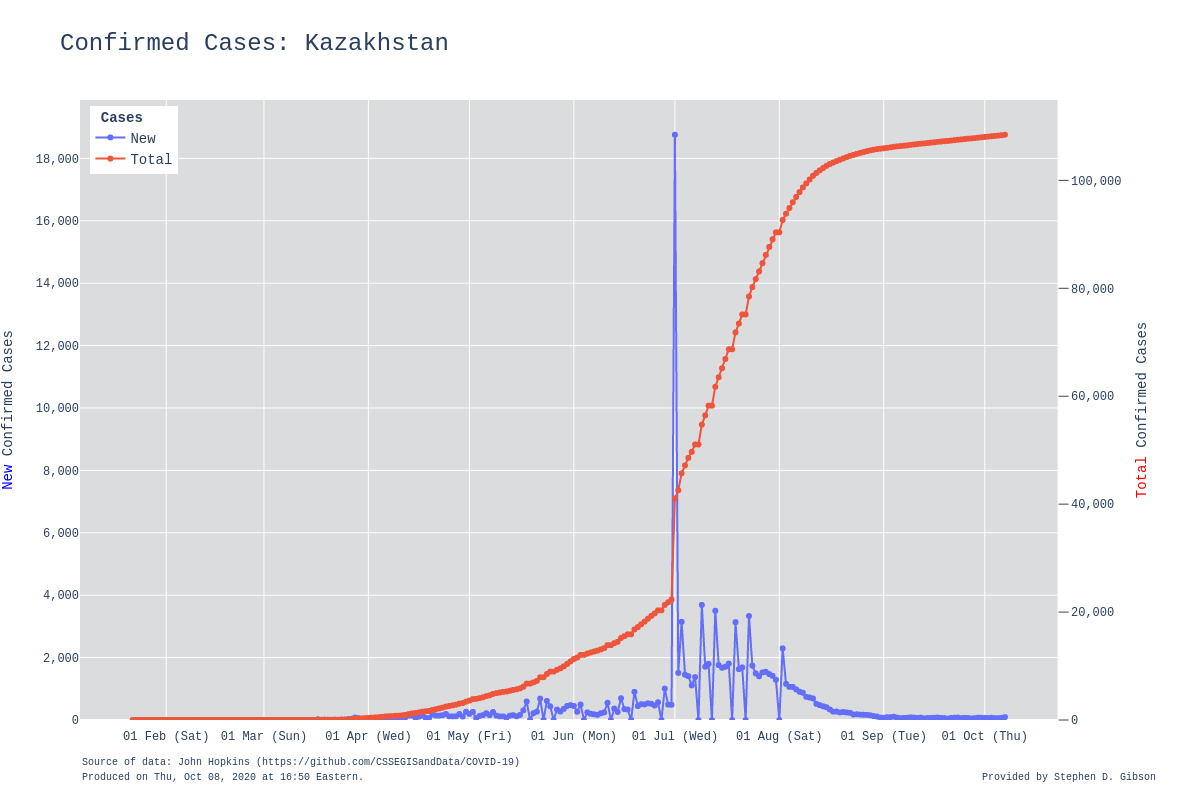 Confirmed Cases: Kazakhstan
Cases
New
Total
18,000
16,000
14,000
12,000
10,000
8,000
6,000
4,000
2,000
0
New Confirmed Cases
100,000
80,000
60,000
40,000
20,000
0
Total Confirmed Cases
01 Feb (Sat) 01 Mar (Sun) 01 Apr (Wed) 01 May (Fri) 01 Jun (Mon) 01 Jul (Wed) 01 Aug (Sat) 01 Sep (Tue) 01 Oct (Thu)
Source of data: John Hopkins (https://github.com/CSSEGISandData/COVID-19)
Produced on Thu, Oct 08, 2020 at 16:50 Eastern.
Provided by Stephen D. Gibson